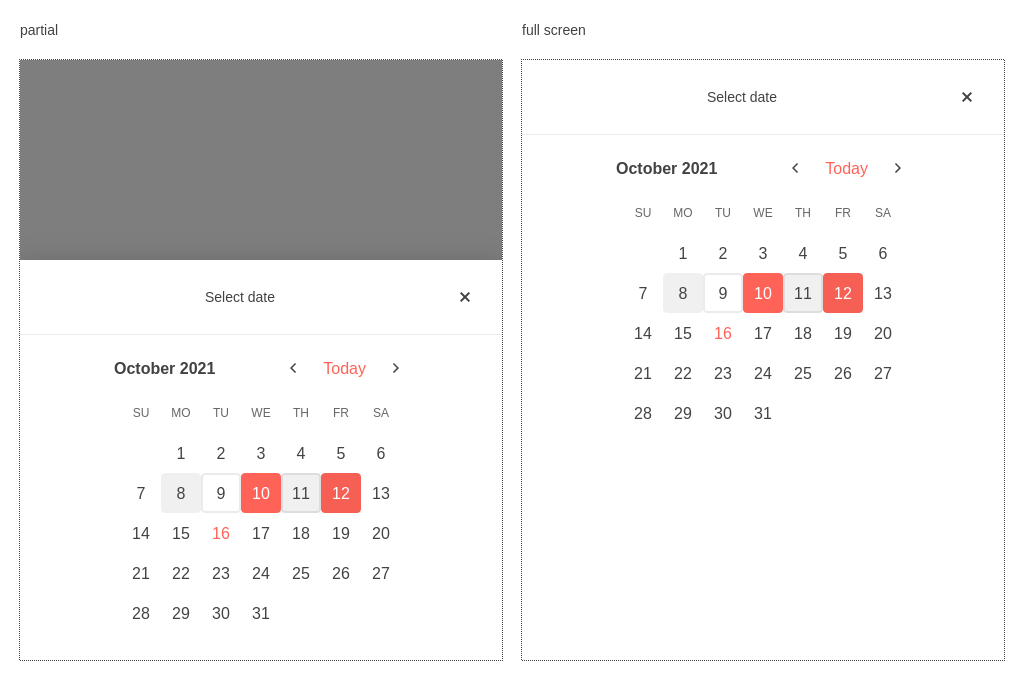 partial
Select date
October 2021 Today
SU MO TU WE TH FR SA
1 2 3 4 5 6
7 8 9 10 11 12 13
14 15 16 17 18 19 20
21 22 23 24 25 26 27
28 29 30 31
full screen
Select date
October 2021 Today
SU MO TU WE TH FR SA
1 2 3 4 5 6
7 8 9 10 11 12 13
14 15 16 17 18 19 20
21 22 23 24 25 26 27
28 29 30 31